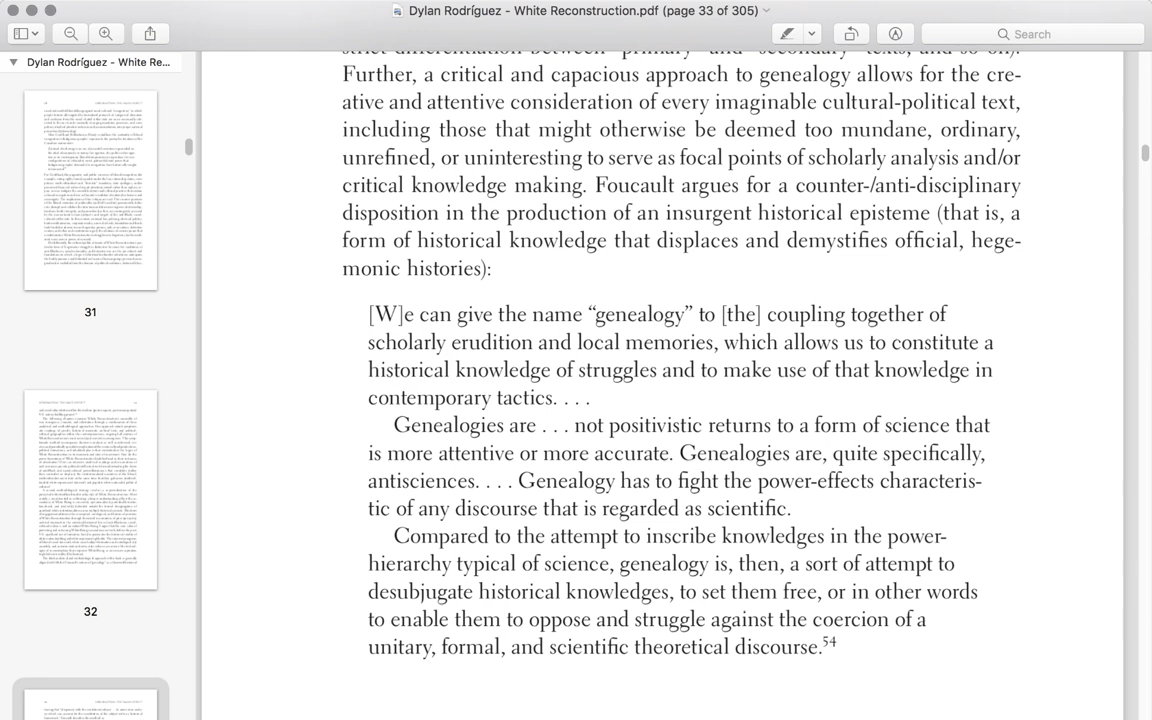 Dylan Rodríguez - White Reconstruction.pdf (page 33 of 305)
Search
Dylan Rodríguez - White Re...
31
32
strict differentiation between "primary" and "secondary" texts, and so on).
Further, a critical and capacious approach to genealogy allows for the cre-
ative and attentive consideration of every imaginable cultural-political text,
including those that might otherwise be deemed too mundane, ordinary,
unrefined, or uninteresting to serve as focal points of scholarly analysis and/or
critical knowledge making. Foucault argues for a counter-/anti-disciplinary
disposition in the production of an insurgent historical episteme (that is, a
form of historical knowledge that displaces and demystifies official, hege-
monic histories):
[W]e can give the name “genealogy” to [the] coupling together of
scholarly erudition and local memories, which allows us to constitute a
historical knowledge of struggles and to make use of that knowledge in
contemporary tactics. . . .
Genealogies are . . . not positivistic returns to a form of science that
is more attentive or more accurate. Genealogies are, quite specifically,
antisciences. . . . Genealogy has to fight the power-effects characteris-
tic of any discourse that is regarded as scientific.
Compared to the attempt to inscribe knowledges in the power-
hierarchy typical of science, genealogy is, then, a sort of attempt to
desubjugate historical knowledges, to set them free, or in other words
to enable them to oppose and struggle against the coercion of a
unitary, formal, and scientific theoretical discourse.54